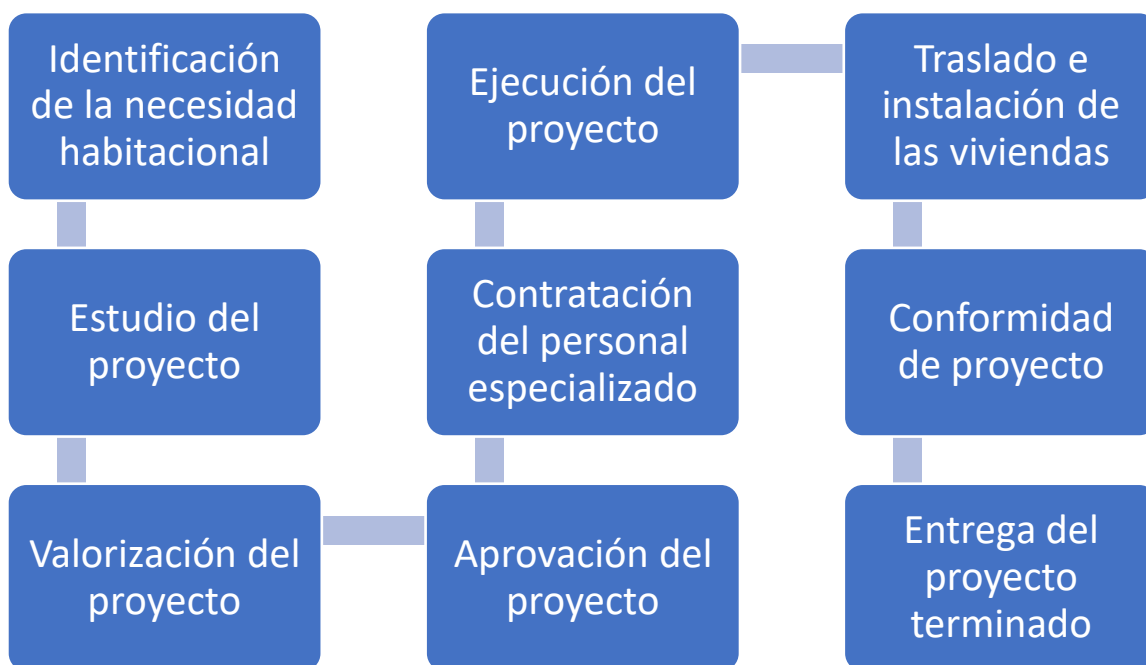 Identificación
de la necesidad
habitacional
Estudio del
proyecto
Valorización del
proyecto
Aprovación del
proyecto
Contratación
del personal
especializado
Ejecución del
proyecto
Traslado e
instalación de
las viviendas
Conformidad
de proyecto
Entrega del
proyecto
terminado